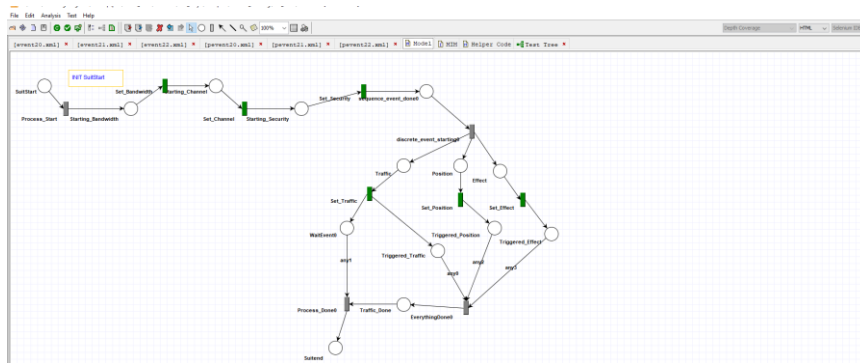 File Edit Analysis Test Help
100%
Depth Coverage HTML
[event20.xml] [event21.xml] [event22.xml] [pevent20.xml] [pevent21.xml] [pevent22.xml] Model MIM Helper Code Test Tree
INIT SuitStart
SuitStart Set_Bandwidth Starting_Channel Set_Security sequence_event_done0
Process_Start Starting_Bandwidth Set_Channel Starting_Security
discrete_event_starting0
Traffic Position Effect
Set_Traffic Set_Position Set_Effect
WaitEvent0 Triggered_Position Triggered_Effect
Triggered_Traffic
any1 any0 any2 any3
Process_Done0 Traffic_Done EverythingDone0
Suitend